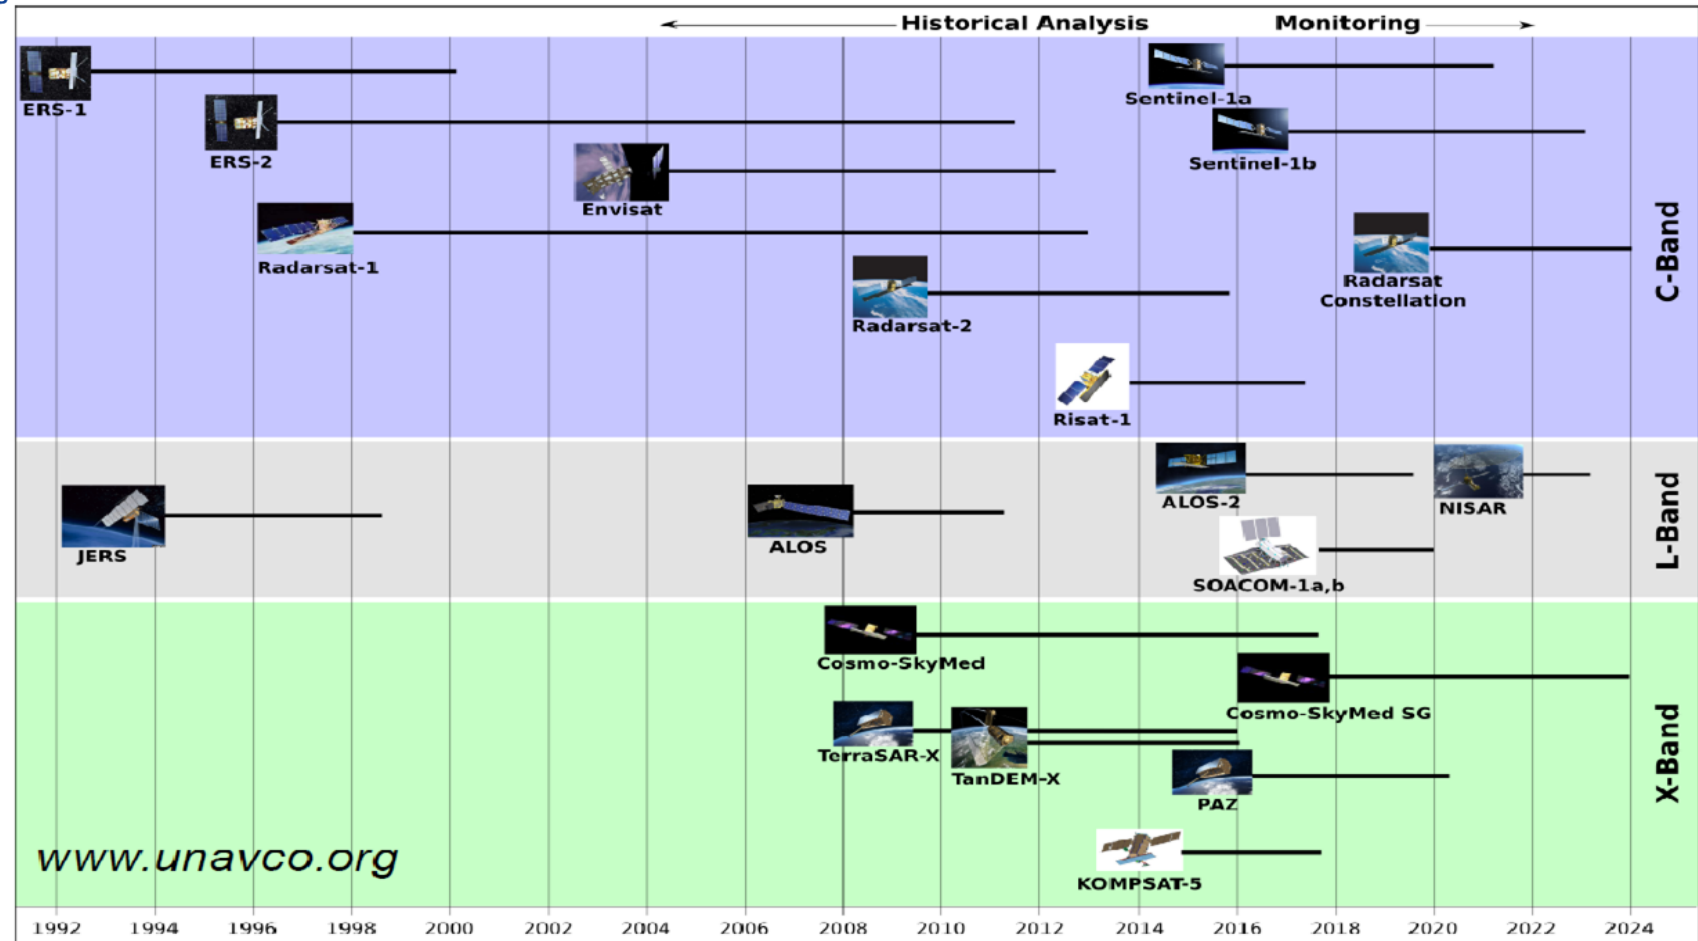 Historical Analysis
Monitoring
ERS-1
Sentinel-1a
ERS-2
Sentinel-1b
Envisat
Radarsat-1
Radarsat
Constellation
Radarsat-2
Risat-1
C-Band
ALOS-2
NISAR
JERS
ALOS
SOACOM-1a,b
L-Band
Cosmo-SkyMed
Cosmo-SkyMed SG
TerraSAR-X
TanDEM-X
PAZ
KOMPSAT-5
X-Band
www.unavco.org
1992 1994 1996 1998 2000 2002 2004 2006 2008 2010 2012 2014 2016 2018 2020 2022 2024